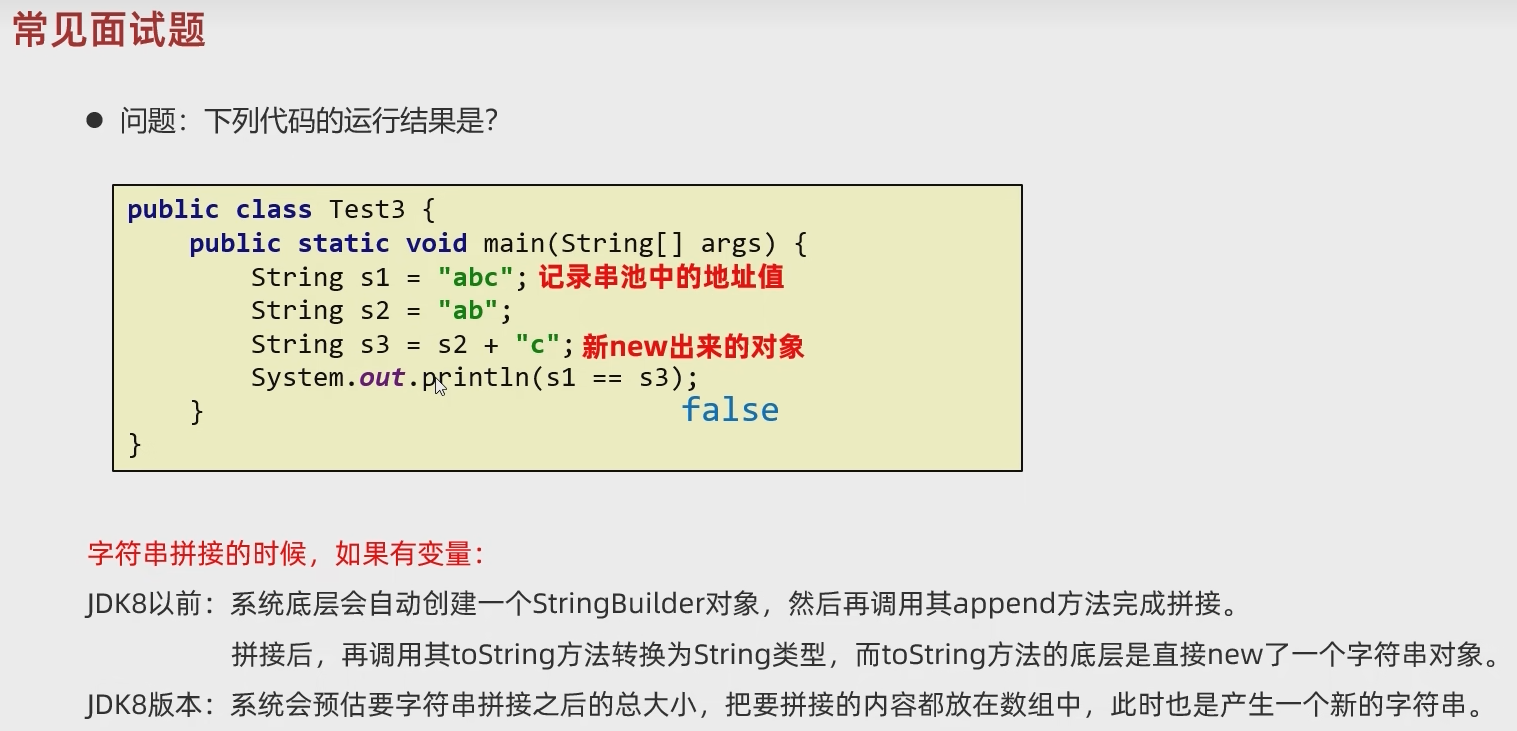 常见面试题
● 问题：下列代码的运行结果是？
public class Test3 {
    public static void main(String[] args) {
        String s1 = "abc"; 记录串池中的地址值
        String s2 = "ab";
        String s3 = s2 + "c"; 新new出来的对象
        System.out.println(s1 == s3);
    }                               false
}
字符串拼接的时候，如果有变量：
JDK8以前：系统底层会自动创建一个StringBuilder对象，然后再调用其append方法完成拼接。
拼接后，再调用其toString方法转换为String类型，而toString方法的底层是直接new了一个字符串对象。
JDK8版本：系统会预估要字符串拼接之后的总大小，把要拼接的内容都放在数组中，此时也是产生一个新的字符串。